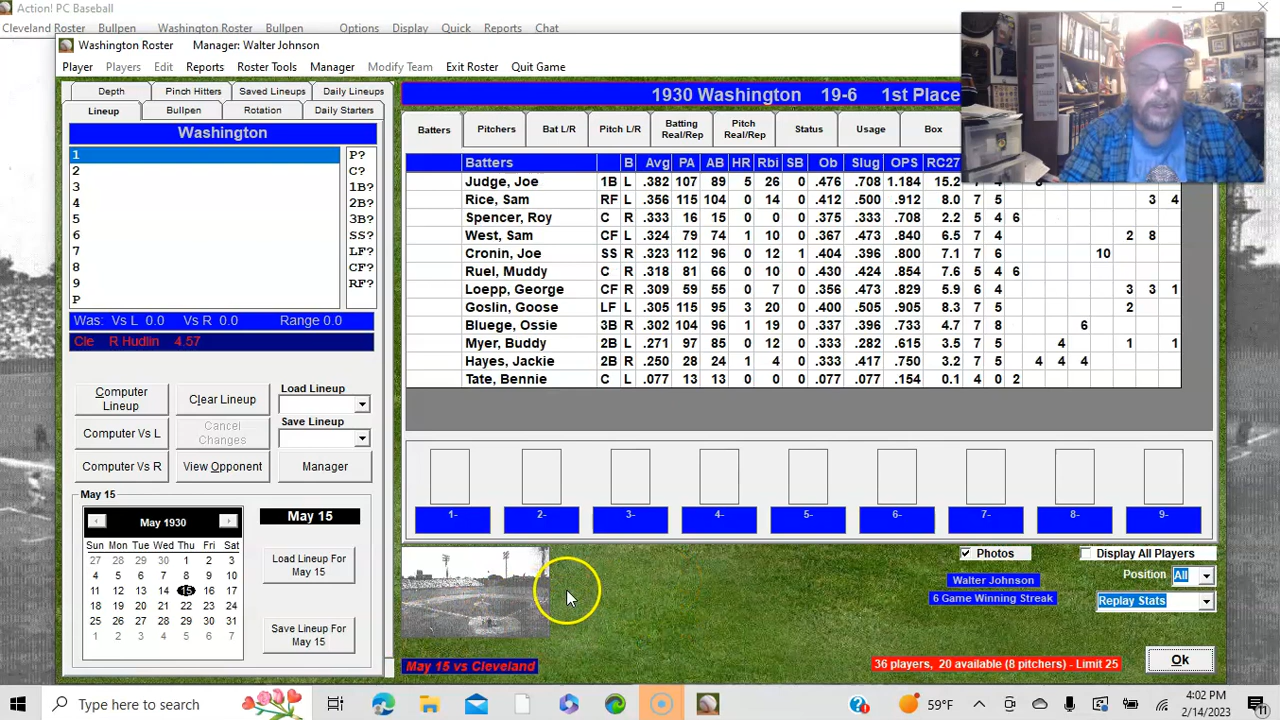 Action! PC Baseball
Cleveland Roster Bullpen Washington Roster Bullpen Options Display Quick Reports Chat
Washington Roster Manager: Walter Johnson
Player Players Edit Reports Roster Tools Manager Modify Team Exit Roster Quit Game
Depth Pinch Hitters Saved Lineups Daily Lineups
Lineup Bullpen Rotation Daily Starters
Washington
1 P?
2 C?
3 1B?
4 2B?
5 3B?
6 SS?
7 LF?
8 CF?
9 RF?
P
Was: Vs L 0.0 Vs R 0.0 Range 0.0
Cle R Hudlin 4.57
Computer Lineup
Clear Lineup
Load Lineup
Computer Vs L
Cancel Changes
Save Lineup
Computer Vs R
View Opponent
Manager
May 15
May 1930
Sun Mon Tue Wed Thu Fri Sat
27 28 29 30 1 2 3
4 5 6 7 8 9 10
11 12 13 14 15 16 17
18 19 20 21 22 23 24
25 26 27 28 29 30 31
1 2 3 4 5 6 7
May 15
Load Lineup For May 15
Save Lineup For May 15
1930 Washington 19-6 1st Place
Batters Pitchers Bat L/R Pitch L/R Batting Real/Rep Pitch Real/Rep Status Usage Box
Batters B Avg PA AB HR Rbi SB Ob Slug OPS RC27
Judge, Joe 1B L .382 107 89 5 26 0 .476 .708 1.184 15.2 7 4
Rice, Sam RF L .356 115 104 0 14 0 .412 .500 .912 8.0 7 5 3 4
Spencer, Roy C R .333 16 15 0 0 0 .375 .333 .708 2.2 5 4 6
West, Sam CF L .324 79 74 1 10 0 .367 .473 .840 6.5 7 4 2 8
Cronin, Joe SS R .323 112 96 0 12 1 .404 .396 .800 7.1 7 6 10
Ruel, Muddy C R .318 81 66 0 10 0 .430 .424 .854 7.6 5 4 6
Loepp, George CF R .309 59 55 0 7 0 .356 .473 .829 5.9 6 4 3 3 1
Goslin, Goose LF L .305 115 95 3 20 0 .400 .505 .905 8.3 7 4 2
Bluege, Ossie 3B R .302 104 96 1 19 0 .337 .396 .733 4.7 7 8 6
Myer, Buddy 2B L .271 97 85 0 12 0 .333 .282 .615 3.5 7 5 4 1 1
Hayes, Jackie 2B R .250 28 24 1 4 0 .333 .417 .750 3.2 7 5 4 4 4
Tate, Bennie C L .077 13 13 0 0 0 .077 .077 .154 0.1 4 0 2
1- 2- 3- 4- 5- 6- 7- 8- 9-
Photos
Display All Players
Walter Johnson
Position All
6 Game Winning Streak
Replay Stats
May 15 vs Cleveland
36 players, 20 available (8 pitchers) - Limit 25
Ok
Type here to search
59°F
4:02 PM
2/14/2023